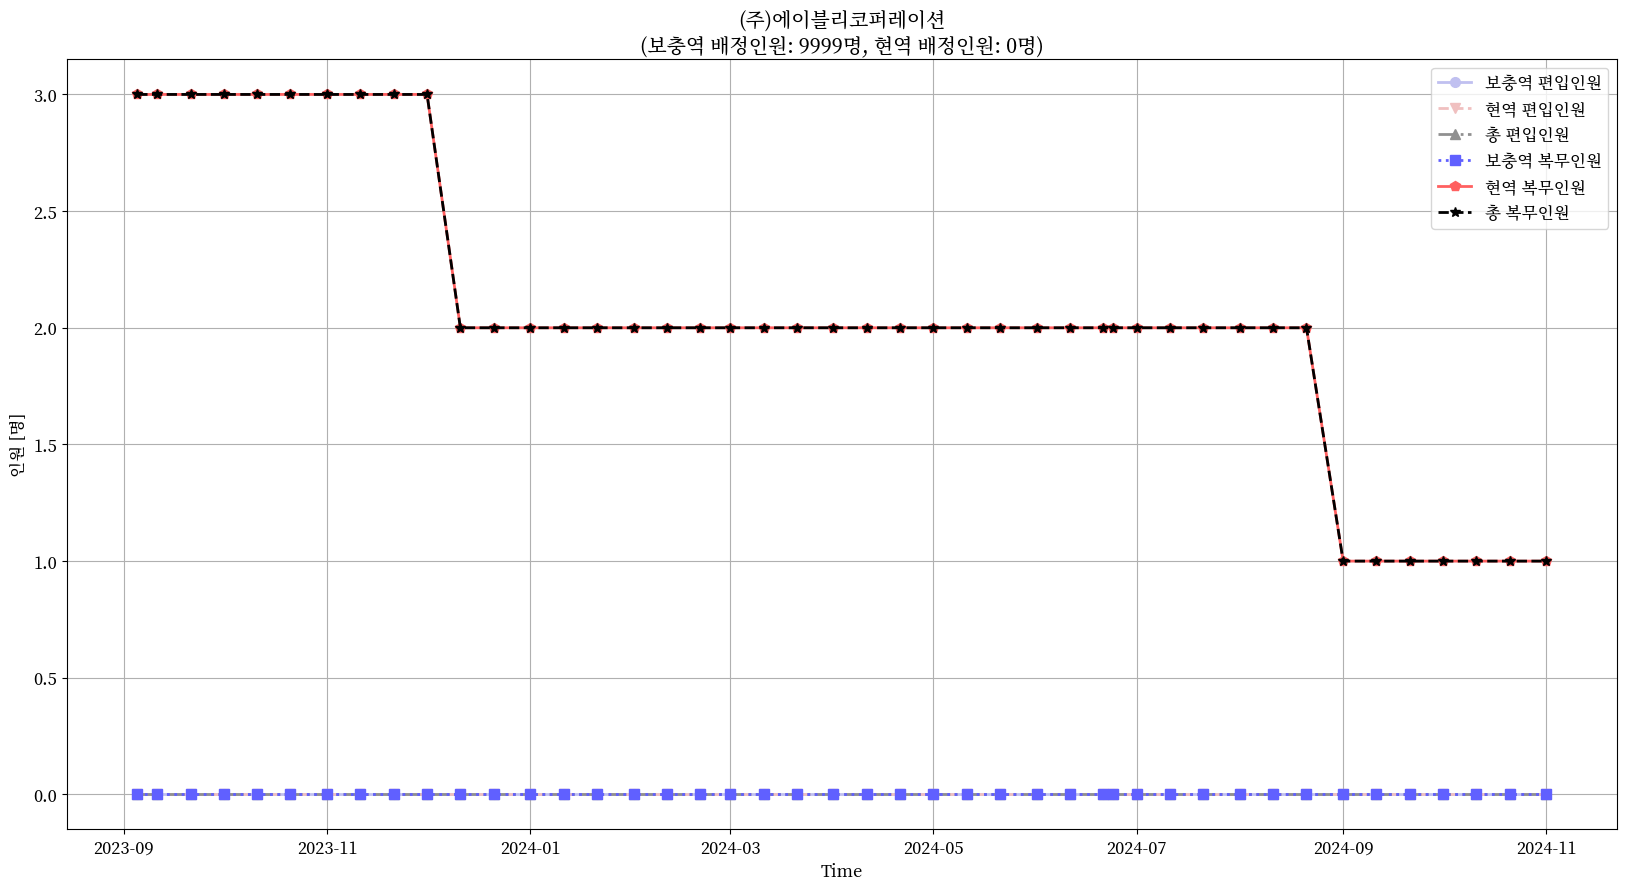 (주)에이블리코퍼레이션
(보충역 배정인원: 9999명, 현역 배정인원: 0명)
보충역 편입인원
현역 편입인원
총 편입인원
보충역 복무인원
현역 복무인원
총 복무인원
인원 [명]
3.0
2.5
2.0
1.5
1.0
0.5
0.0
2023-09 2023-11 2024-01 2024-03 2024-05 2024-07 2024-09 2024-11
Time